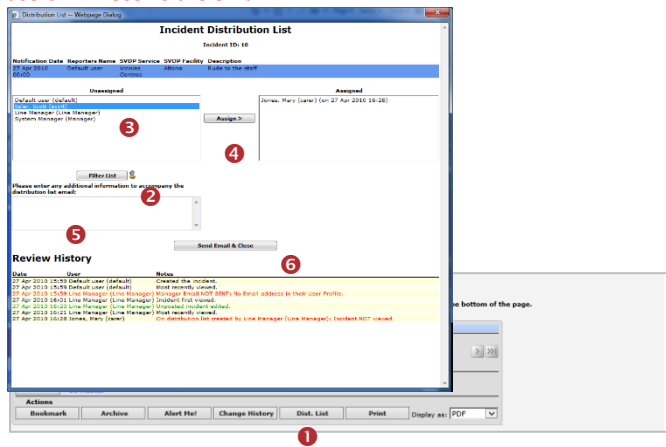 Distribution List -- Webpage Dialog
Incident Distribution List
Incident ID: 10
Notification Date Reporters Name SVDP Service SVDP Facility Description
27 Apr 2010 Default user Vinnies Altona Rude to the staff
00:00 Centres
Unassigned Assigned
Default user (default) Jones, Mary (carer) (on 27 Apr 2010 16:28)
Line Manager (Line Manager)
System Manager (Manager)
3
Assign >
4
Filter List
Please enter any additional information to accompany the
distribution list email:
2
5
Send Email & Close
6
Review History
Date User Notes
27 Apr 2010 15:59 Default user (default) Created the incident.
27 Apr 2010 15:59 Default user (default) Most recently viewed.
27 Apr 2010 15:59 Line Manager (Line Manager) Manager Email NOT SENT: No Email address in their User Profile.
27 Apr 2010 16:01 Line Manager (Line Manager) Incident first viewed.
27 Apr 2010 16:20 Line Manager (Line Manager) Unposted incident edited.
27 Apr 2010 16:21 Line Manager (Line Manager) Most recently viewed.
27 Apr 2010 16:28 Jones, Mary (carer) On distribution list created by Line Manager (Line Manager): Incident NOT viewed.
he bottom of the page.
Actions
Bookmark Archive Alert Me! Change History Dist. List Print Display as: PDF
1